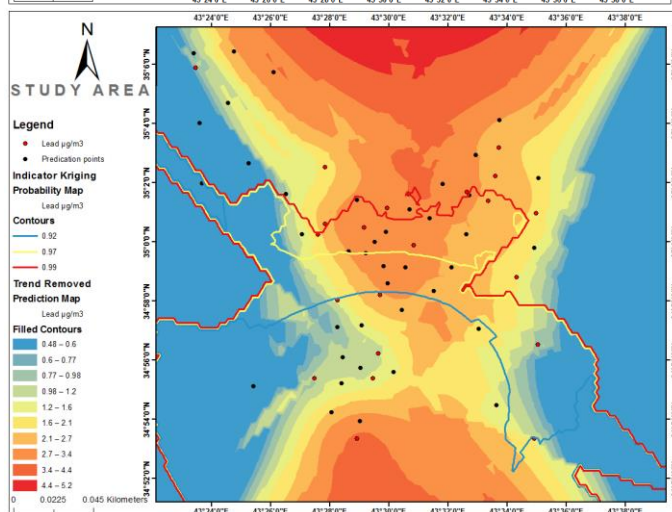 43°24'0"E 43°26'0"E 43°28'0"E 43°30'0"E 43°32'0"E 43°34'0"E 43°36'0"E 43°38'0"E
N
STUDY AREA
Legend
Lead µg/m3
Predication points
Indicator Kriging
Probability Map
Lead µg/m3
Contours
0.92
0.97
0.99
Trend Removed
Prediction Map
Lead µg/m3
Filled Contours
0.48 – 0.6
0.6 – 0.77
0.77 – 0.98
0.98 – 1.2
1.2 – 1.6
1.6 – 2.1
2.1 – 2.7
2.7 – 3.4
3.4 – 4.4
4.4 – 5.2
0 0.0225 0.045 Kilometers
35°6'0"N
35°4'0"N
35°2'0"N
35°0'0"N
34°58'0"N
34°56'0"N
34°54'0"N
34°52'0"N